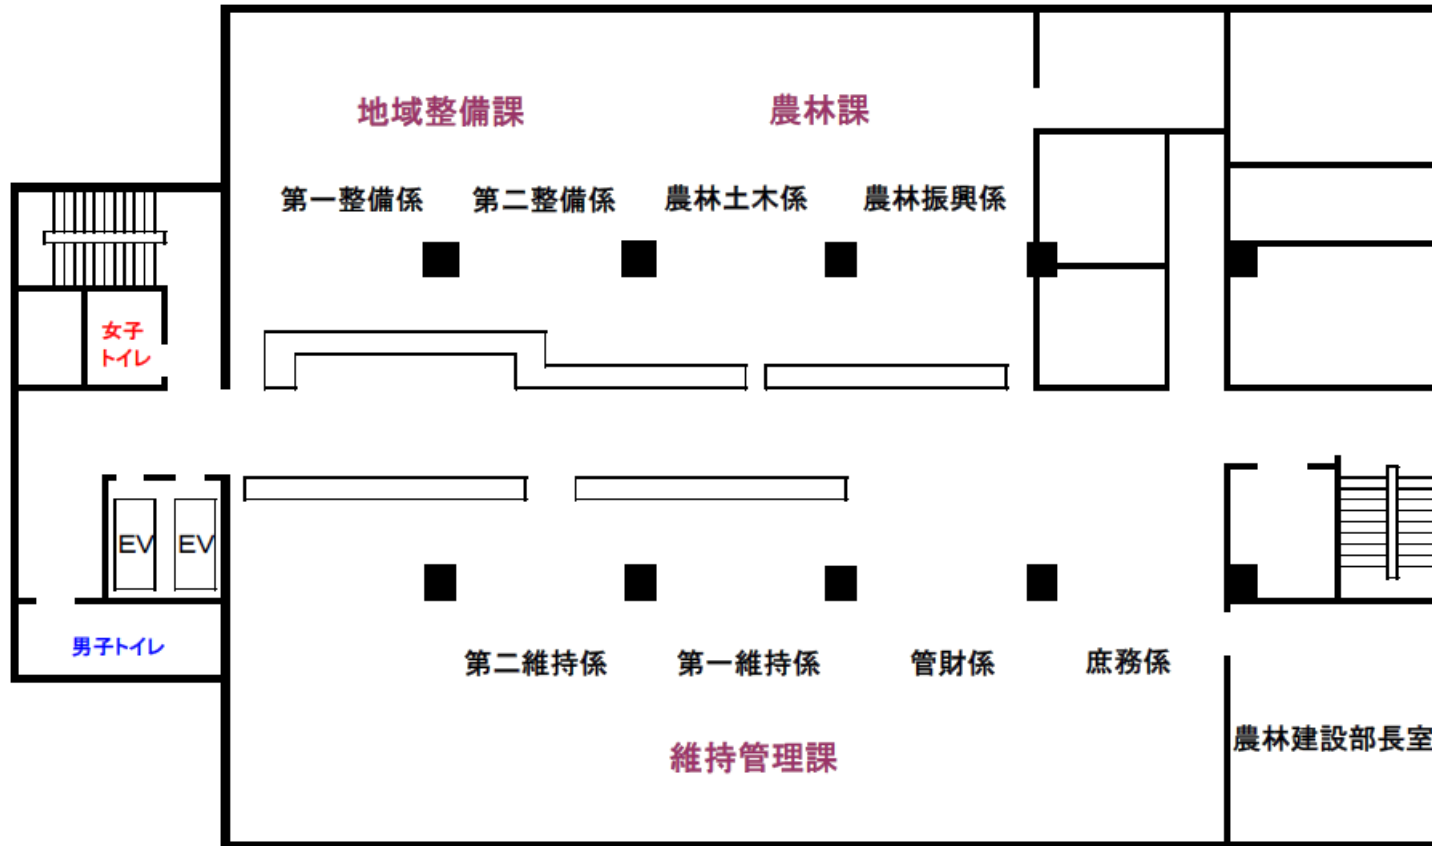 地域整備課
農林課
第一整備係
第二整備係
農林土木係
農林振興係
女子
トイレ
EV
EV
男子トイレ
第二維持係
第一維持係
管財係
庶務係
維持管理課
農林建設部長室